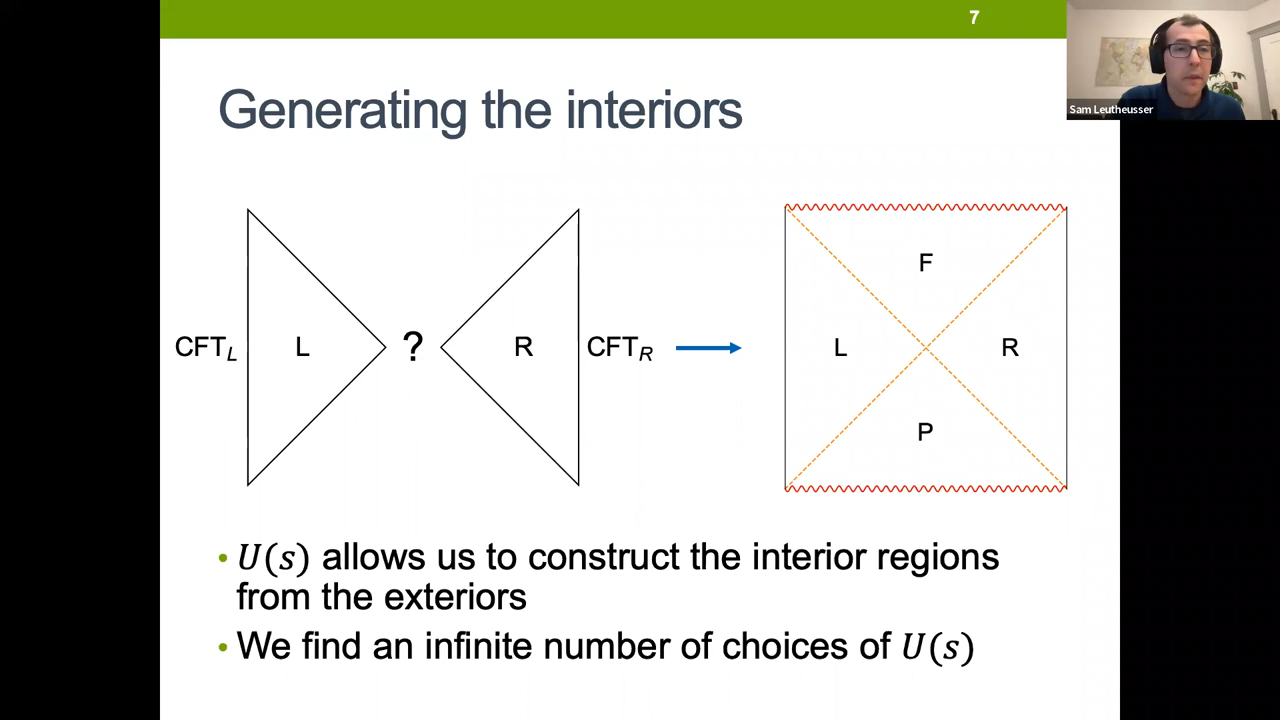 7
Sam Leutheusser
Generating the interiors
CFT_L L ? R CFT_R
F
L R
P
• U(s) allows us to construct the interior regions
from the exteriors
• We find an infinite number of choices of U(s)